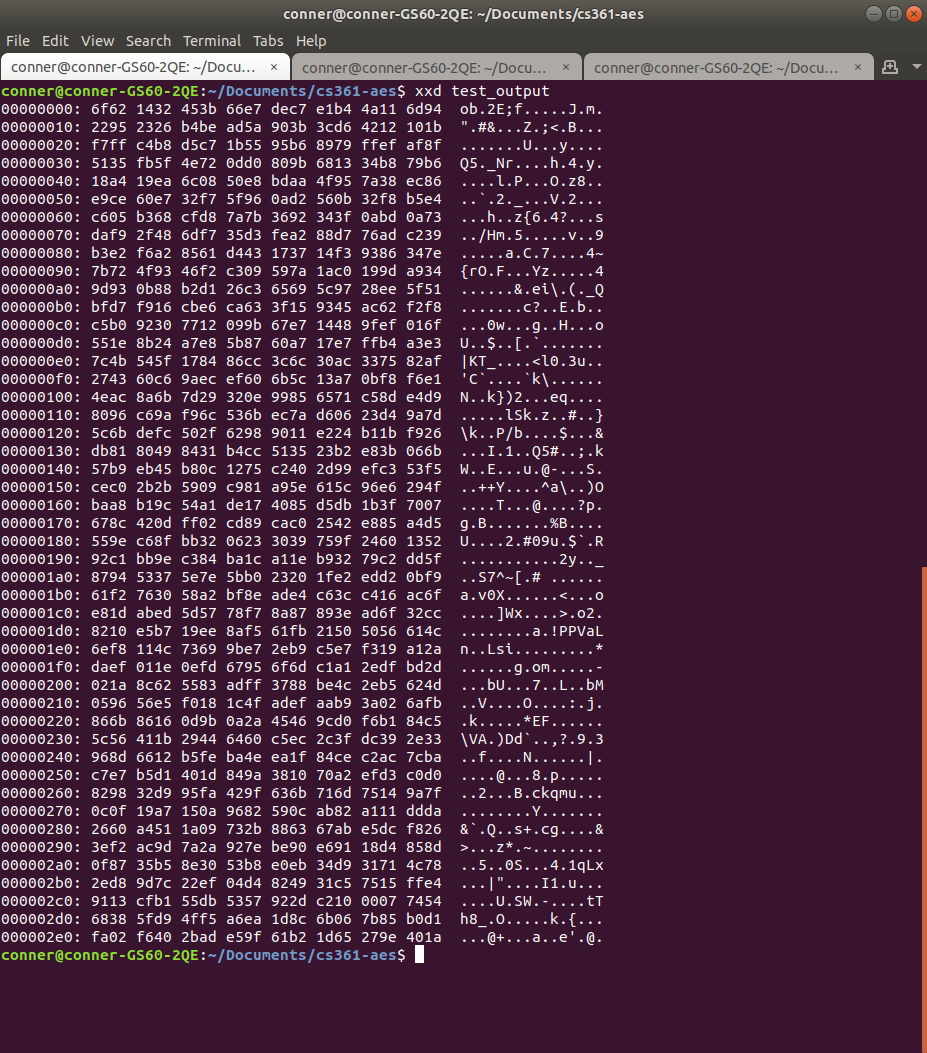 conner@conner-GS60-2QE: ~/Documents/cs361-aes
File Edit View Search Terminal Tabs Help
conner@conner-GS60-2QE: ~/Docu... × conner@conner-GS60-2QE: ~/Docu... × conner@conner-GS60-2QE: ~/Docu... ×
conner@conner-GS60-2QE:~/Documents/cs361-aes$ xxd test_output
00000000: 6f62 1432 453b 66e7 dec7 e1b4 4a11 6d94  ob.2E;f.....J.m.
00000010: 2295 2326 b4be ad5a 903b 3cd6 4212 101b  ".#&...Z.;<.B...
00000020: f7ff c4b8 d5c7 1b55 95b6 8979 ffef af8f  .......U...y....
00000030: 5135 fb5f 4e72 0dd0 809b 6813 34b8 79b6  Q5._Nr....h.4.y.
00000040: 18a4 19ea 6c08 50e8 bdaa 4f95 7a38 ec86  ....l.P...O.z8..
00000050: e9ce 60e7 32f7 5f96 0ad2 560b 32f8 b5e4  ..`.2._...V.2...
00000060: c605 b368 cfd8 7a7b 3692 343f 0abd 0a73  ...h..z{6.4?...s
00000070: daf9 2f48 6df7 35d3 fea2 88d7 76ad c239  ../Hm.5.....v..9
00000080: b3e2 f6a2 8561 d443 1737 14f3 9386 347e  .....a.C.7....4~
00000090: 7b72 4f93 46f2 c309 597a 1ac0 199d a934  {rO.F...Yz.....4
000000a0: 9d93 0b88 b2d1 26c3 6569 5c97 28ee 5f51  ......&.ei\.(._Q
000000b0: bfd7 f916 cbe6 ca63 3f15 9345 ac62 f2f8  .......c?..E.b..
000000c0: c5b0 9230 7712 099b 67e7 1448 9fef 016f  ...0w...g..H...o
000000d0: 551e 8b24 a7e8 5b87 60a7 17e7 ffb4 a3e3  U..$..[.`.......
000000e0: 7c4b 545f 1784 86cc 3c6c 30ac 3375 82af  |KT_....<l0.3u..
000000f0: 2743 60c6 9aec ef60 6b5c 13a7 0bf8 f6e1  'C`....`k\......
00000100: 4eac 8a6b 7d29 320e 9985 6571 c58d e4d9  N..k})2...eq....
00000110: 8096 c69a f96c 536b ec7a d606 23d4 9a7d  .....lSk.z..#..}
00000120: 5c6b defc 502f 6298 9011 e224 b11b f926  \k..P/b....$...&
00000130: db81 8049 8431 b4cc 5135 23b2 e83b 066b  ...I.1..Q5#..;.k
00000140: 57b9 eb45 b80c 1275 c240 2d99 efc3 53f5  W..E...u.@-...S.
00000150: cec0 2b2b 5909 c981 a95e 615c 96e6 294f  ..++Y....^a\..)O
00000160: baa8 b19c 54a1 de17 4085 d5db 1b3f 7007  ....T...@....?p.
00000170: 678c 420d ff02 cd89 cac0 2542 e885 a4d5  g.B.......%B....
00000180: 559e c68f bb32 0623 3039 759f 2460 1352  U....2.#09u.$`.R
00000190: 92c1 bb9e c384 ba1c a11e b932 79c2 dd5f  ...........2y.._
000001a0: 8794 5337 5e7e 5bb0 2320 1fe2 edd2 0bf9  ..S7^~[.# ......
000001b0: 61f2 7630 58a2 bf8e ade4 c63c c416 ac6f  a.v0X......<...o
000001c0: e81d abed 5d57 78f7 8a87 893e ad6f 32cc  ....]Wx....>.o2.
000001d0: 8210 e5b7 19ee 8af5 61fb 2150 5056 614c  ........a.!PPVaL
000001e0: 6ef8 114c 7369 9be7 2eb9 c5e7 f319 a12a  n..Lsi.........*
000001f0: daef 011e 0efd 6795 6f6d c1a1 2edf bd2d  ......g.om.....-
00000200: 021a 8c62 5583 adff 3788 be4c 2eb5 624d  ...bU...7..L..bM
00000210: 0596 56e5 f018 1c4f adef aab9 3a02 6afb  ..V....O....:.j.
00000220: 866b 8616 0d9b 0a2a 4546 9cd0 f6b1 84c5  .k.....*EF......
00000230: 5c56 411b 2944 6460 c5ec 2c3f dc39 2e33  \VA.)Dd`..,?.9.3
00000240: 968d 6612 b5fe ba4e ea1f 84ce c2ac 7cba  ..f....N......|.
00000250: c7e7 b5d1 401d 849a 3810 70a2 efd3 c0d0  ....@...8.p.....
00000260: 8298 32d9 95fa 429f 636b 716d 7514 9a7f  ..2...B.ckqmu...
00000270: 0c0f 19a7 150a 9682 590c ab82 a111 ddda  ........Y.......
00000280: 2660 a451 1a09 732b 8863 67ab e5dc f826  &`.Q..s+.cg....&
00000290: 3ef2 ac9d 7a2a 927e be90 e691 18d4 858d  >...z*.~........
000002a0: 0f87 35b5 8e30 53b8 e0eb 34d9 3171 4c78  ..5..0S...4.1qLx
000002b0: 2ed8 9d7c 22ef 04d4 8249 31c5 7515 ffe4  ...|"....I1.u...
000002c0: 9113 cfb1 55db 5357 922d c210 0007 7454  ....U.SW.-....tT
000002d0: 6838 5fd9 4ff5 a6ea 1d8c 6b06 7b85 b0d1  h8_.O.....k.{...
000002e0: fa02 f640 2bad e59f 61b2 1d65 279e 401a  ...@+...a..e'.@.
conner@conner-GS60-2QE:~/Documents/cs361-aes$